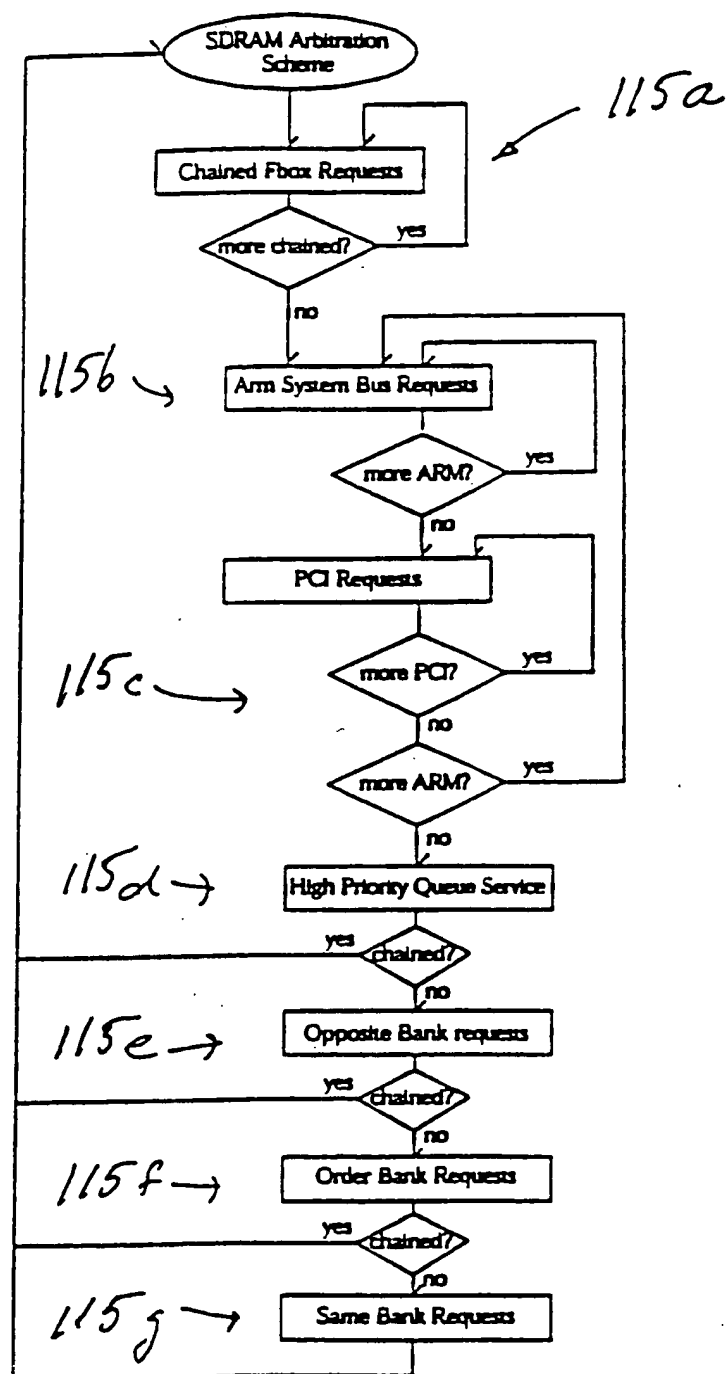 SDRAM Arbitration
Scheme
115a
Chained Fbox Requests
more chained?
yes
no
115b
Arm System Bus Requests
more ARM?
yes
no
PCI Requests
115c
more PCI?
yes
no
more ARM?
yes
no
115d
High Priority Queue Service
yes
chained?
no
115e
Opposite Bank requests
yes
chained?
no
115f
Order Bank Requests
yes
chained?
no
115g
Same Bank Requests